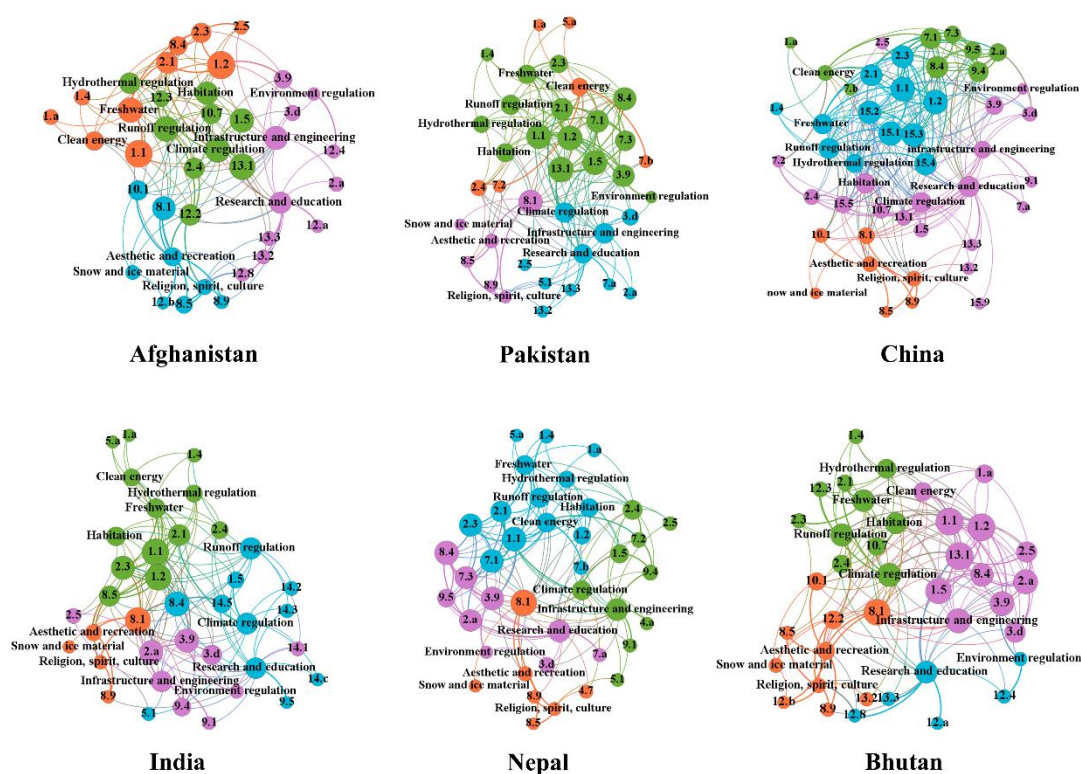 2.5
2.3
8.4
2.1
1.2
3.9
Hydrothermal regulation
Habitation
Environment regulation
1.4
12.3
Freshwater
10.7
3.d
1.a
Runoff regulation
1.5
Infrastructure and engineering
Clean energy
Climate regulation
12.4
1.1
2.4
13.1
10.1
2.a
8.1
Research and education
12.2
12.a
13.3
Aesthetic and recreation
13.2
Snow and ice material
12.8
Religion, spirit, culture
12.b
8.5
8.9
Afghanistan
1.a
5.a
1.4
2.3
Freshwater
Clean energy
8.4
Runoff regulation
2.1
7.1
Hydrothermal regulation
1.1
1.2
7.3
Habitation
13.1
1.5
7.b
3.9
2.4
7.2
Environment regulation
8.1
Climate regulation
3.d
Snow and ice material
Infrastructure and engineering
Aesthetic and recreation
Research and education
8.5
2.5
8.9
5.1
13.3
7.a
Religion, spirit, culture
2.a
13.2
Pakistan
1.a
2.5
7.1
7.3
9.5
2.a
2.3
8.4
9.4
Clean energy
2.1
7.b
1.1
Environment regulation
1.4
1.2
3.9
15.2
3.d
Freshwater
15.1
15.3
Runoff regulation
Infrastructure and engineering
7.2
Hydrothermal regulation
15.4
Habitation
Research and education
9.1
2.4
Climate regulation
15.5
10.7
13.1
7.a
1.5
10.1
8.1
13.3
Aesthetic and recreation
13.2
Religion, spirit, culture
now and ice material
8.9
15.9
8.5
China
5.a
1.a
1.4
Clean energy
Hydrothermal regulation
Freshwater
Habitation
2.1
2.4
1.1
Runoff regulation
2.3
1.2
1.5
8.5
14.2
8.4
14.5
2.5
14.3
8.1
Climate regulation
Aesthetic and recreation
3.9
Snow and ice material
2.a
3.d
14.1
Religion, spirit, culture
Research and education
Infrastructure and engineering
14.c
8.9
Environment regulation
9.5
5.1
9.4
9.1
India
5.a
1.4
1.a
Freshwater
Hydrothermal regulation
Runoff regulation
2.1
Habitation
2.4
2.3
Clean energy
2.5
1.1
1.2
7.2
8.4
1.5
7.1
7.b
7.3
9.4
Climate regulation
9.5
3.9
8.1
Infrastructure and engineering
2.a
4.a
Research and education
Environment regulation
7.a
9.1
3.d
Aesthetic and recreation
5.1
Snow and ice material
4.7
8.9
Religion, spirit, culture
8.5
Nepal
1.4
Hydrothermal regulation
1.a
12.3
2.1
Clean energy
Freshwater
2.3
Habitation
1.1
1.2
Runoff regulation
10.7
13.1
2.5
2.4
8.4
10.1
Climate regulation
2.a
1.5
3.9
8.1
12.2
Infrastructure and engineering
8.5
3.d
Aesthetic and recreation
Environment regulation
Snow and ice material
Research and education
Religion, spirit, culture
13.2
13.3
12.4
12.b
8.9
12.8
12.a
Bhutan